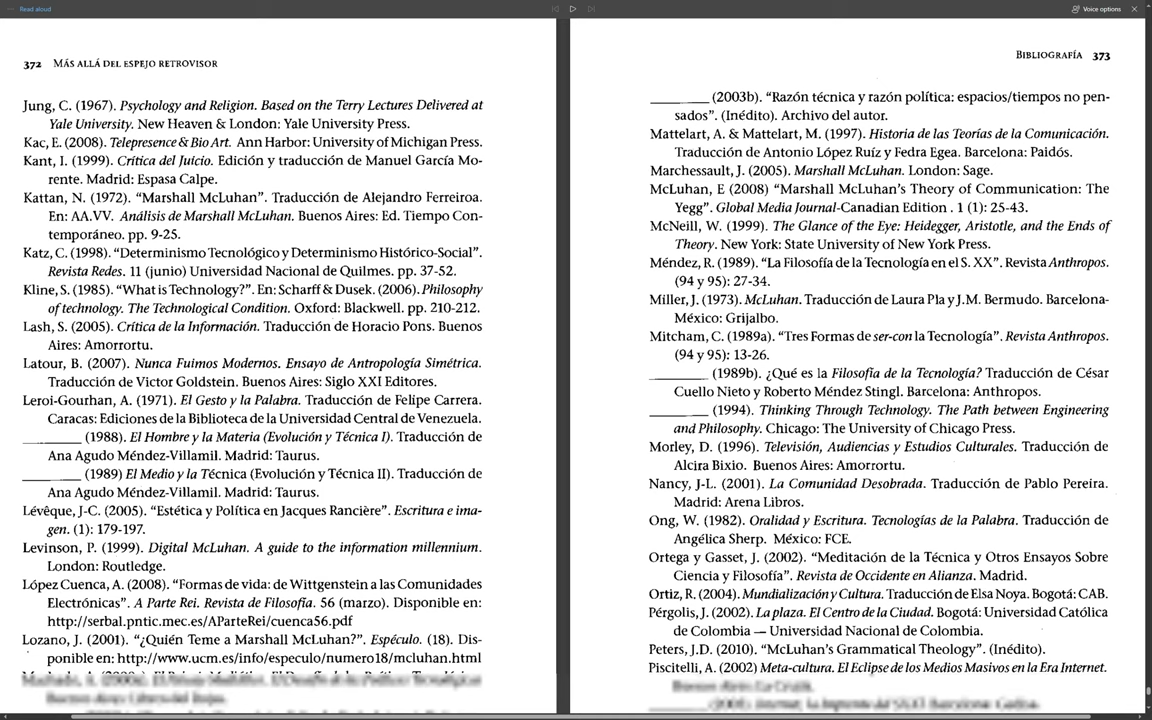 Read aloud
Voice options
372 MÁS ALLÁ DEL ESPEJO RETROVISOR
Jung, C. (1967). Psychology and Religion. Based on the Terry Lectures Delivered at
Yale University. New Heaven & London: Yale University Press.
Kac, E. (2008). Telepresence & Bio Art. Ann Harbor: University of Michigan Press.
Kant, I. (1999). Crítica del Juicio. Edición y traducción de Manuel García Mo-
rente. Madrid: Espasa Calpe.
Kattan, N. (1972). “Marshall McLuhan”. Traducción de Alejandro Ferreiroa.
En: AA.VV. Análisis de Marshall McLuhan. Buenos Aires: Ed. Tiempo Con-
temporáneo. pp. 9-25.
Katz, C. (1998). “Determinismo Tecnológico y Determinismo Histórico-Social”.
Revista Redes. 11 (junio) Universidad Nacional de Quilmes. pp. 37-52.
Kline, S. (1985). “What is Technology?”. En: Scharff & Dusek. (2006). Philosophy
of technology. The Technological Condition. Oxford: Blackwell. pp. 210-212.
Lash, S. (2005). Crítica de la Información. Traducción de Horacio Pons. Buenos
Aires: Amorrortu.
Latour, B. (2007). Nunca Fuimos Modernos. Ensayo de Antropología Simétrica.
Traducción de Victor Goldstein. Buenos Aires: Siglo XXI Editores.
Leroi-Gourhan, A. (1971). El Gesto y la Palabra. Traducción de Felipe Carrera.
Caracas: Ediciones de la Biblioteca de la Universidad Central de Venezuela.
________ (1988). El Hombre y la Materia (Evolución y Técnica I). Traducción de
Ana Agudo Méndez-Villamil. Madrid: Taurus.
________ (1989) El Medio y la Técnica (Evolución y Técnica II). Traducción de
Ana Agudo Méndez-Villamil. Madrid: Taurus.
Lévêque, J-C. (2005). “Estética y Política en Jacques Rancière”. Escritura e ima-
gen. (1): 179-197.
Levinson, P. (1999). Digital McLuhan. A guide to the information millennium.
London: Routledge.
López Cuenca, A. (2008). “Formas de vida: de Wittgenstein a las Comunidades
Electrónicas”. A Parte Rei. Revista de Filosofía. 56 (marzo). Disponible en:
http://serbal.pntic.mec.es/AParteRei/cuenca56.pdf
Lozano, J. (2001). “¿Quién Teme a Marshall McLuhan?”. Espéculo. (18). Dis-
ponible en: http://www.ucm.es/info/especulo/numero18/mcluhan.html
BIBLIOGRAFÍA 373
________ (2003b). “Razón técnica y razón política: espacios/tiempos no pen-
sados”. (Inédito). Archivo del autor.
Mattelart, A. & Mattelart, M. (1997). Historia de las Teorías de la Comunicación.
Traducción de Antonio López Ruíz y Fedra Egea. Barcelona: Paidós.
Marchessault, J. (2005). Marshall McLuhan. London: Sage.
McLuhan, E (2008) “Marshall McLuhan’s Theory of Communication: The
Yegg”. Global Media Journal-Canadian Edition . 1 (1): 25-43.
McNeill, W. (1999). The Glance of the Eye: Heidegger, Aristotle, and the Ends of
Theory. New York: State University of New York Press.
Méndez, R. (1989). “La Filosofía de la Tecnología en el S. XX”. Revista Anthropos.
(94 y 95): 27-34.
Miller, J. (1973). McLuhan. Traducción de Laura Pla y J.M. Bermudo. Barcelona-
México: Grijalbo.
Mitcham, C. (1989a). “Tres Formas de ser-con la Tecnología”. Revista Anthropos.
(94 y 95): 13-26.
________ (1989b). ¿Qué es la Filosofía de la Tecnología? Traducción de César
Cuello Nieto y Roberto Méndez Stingl. Barcelona: Anthropos.
________ (1994). Thinking Through Technology. The Path between Engineering
and Philosophy. Chicago: The University of Chicago Press.
Morley, D. (1996). Televisión, Audiencias y Estudios Culturales. Traducción de
Alcira Bixio. Buenos Aires: Amorrortu.
Nancy, J-L. (2001). La Comunidad Desobrada. Traducción de Pablo Pereira.
Madrid: Arena Libros.
Ong, W. (1982). Oralidad y Escritura. Tecnologías de la Palabra. Traducción de
Angélica Sherp. México: FCE.
Ortega y Gasset, J. (2002). “Meditación de la Técnica y Otros Ensayos Sobre
Ciencia y Filosofía”. Revista de Occidente en Alianza. Madrid.
Ortiz, R. (2004). Mundialización y Cultura. Traducción de Elsa Noya. Bogotá: CAB.
Pérgolis, J. (2002). La plaza. El Centro de la Ciudad. Bogotá: Universidad Católica
de Colombia — Universidad Nacional de Colombia.
Peters, J.D. (2010). “McLuhan’s Grammatical Theology”. (Inédito).
Piscitelli, A. (2002) Meta-cultura. El Eclipse de los Medios Masivos en la Era Internet.